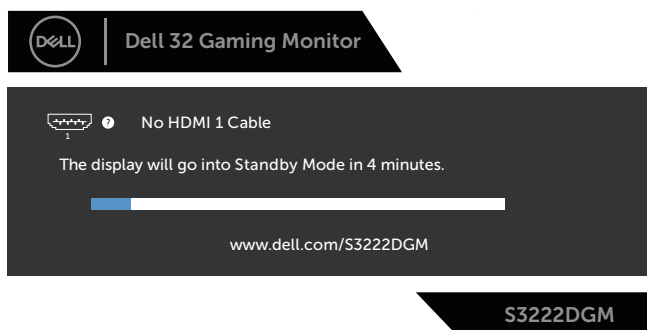 DELL
Dell 32 Gaming Monitor
? No HDMI 1 Cable
1
The display will go into Standby Mode in 4 minutes.
www.dell.com/S3222DGM
S3222DGM